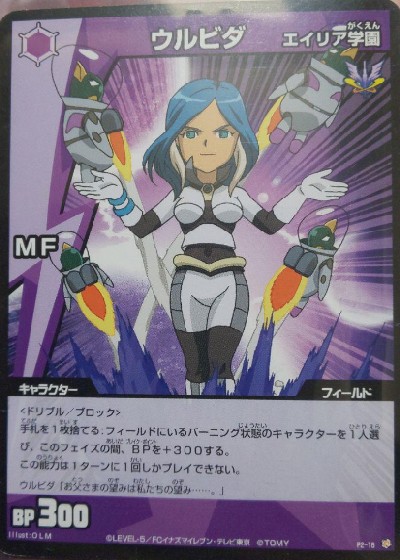 ウルビダ エイリア学園
がくえん
MF
キャラクター
フィールド
<ドリブル／ブロック>
手札を1枚捨てる:フィールドにいるバーニング状態のキャラクターを1人選
び、このフェイズの間、BPを+300する。
この能力は1ターンに1回しかプレイできない。
ウルビダ「お父さまの望みは私たちの望み……。」
BP 300
Illust:OLM
©LEVEL-5／FCイナズマイレブン・テレビ東京 ©TOMY